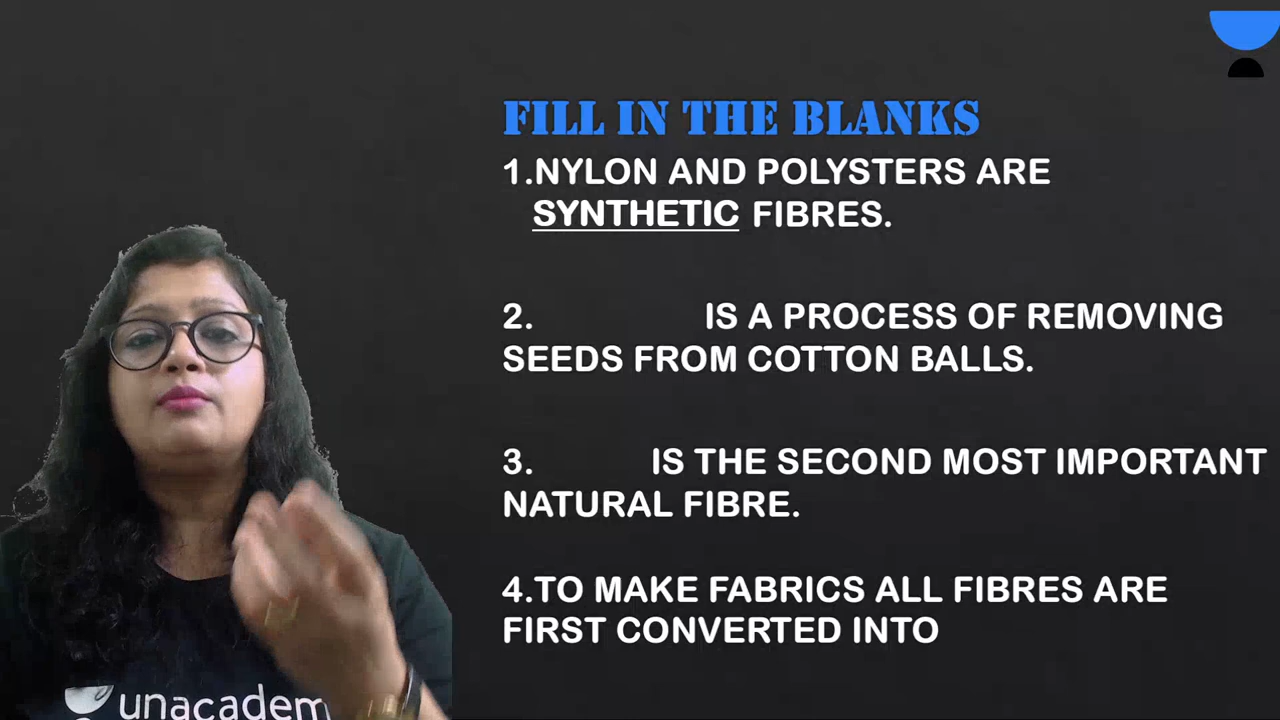 FILL IN THE BLANKS
1.NYLON AND POLYSTERS ARE
SYNTHETIC FIBRES.
2. IS A PROCESS OF REMOVING
SEEDS FROM COTTON BALLS.
3. IS THE SECOND MOST IMPORTANT
NATURAL FIBRE.
4.TO MAKE FABRICS ALL FIBRES ARE
FIRST CONVERTED INTO
unacadem